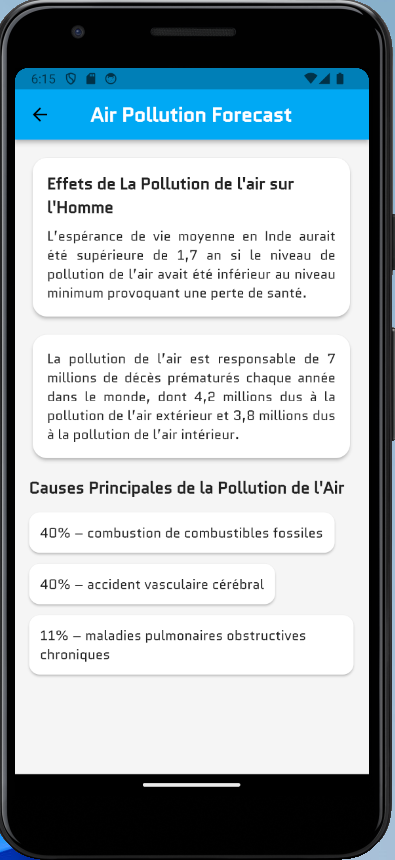 6:15
Air Pollution Forecast
Effets de La Pollution de l'air sur
l'Homme
L'espérance de vie moyenne en Inde aurait
été supérieure de 1,7 an si le niveau de
pollution de l'air avait été inférieur au niveau
minimum provoquant une perte de santé.
La pollution de l'air est responsable de 7
millions de décès prématurés chaque année
dans le monde, dont 4,2 millions dus à la
pollution de l'air extérieur et 3,8 millions dus
à la pollution de l'air intérieur.
Causes Principales de la Pollution de l'Air
40% – combustion de combustibles fossiles
40% – accident vasculaire cérébral
11% – maladies pulmonaires obstructives
chroniques